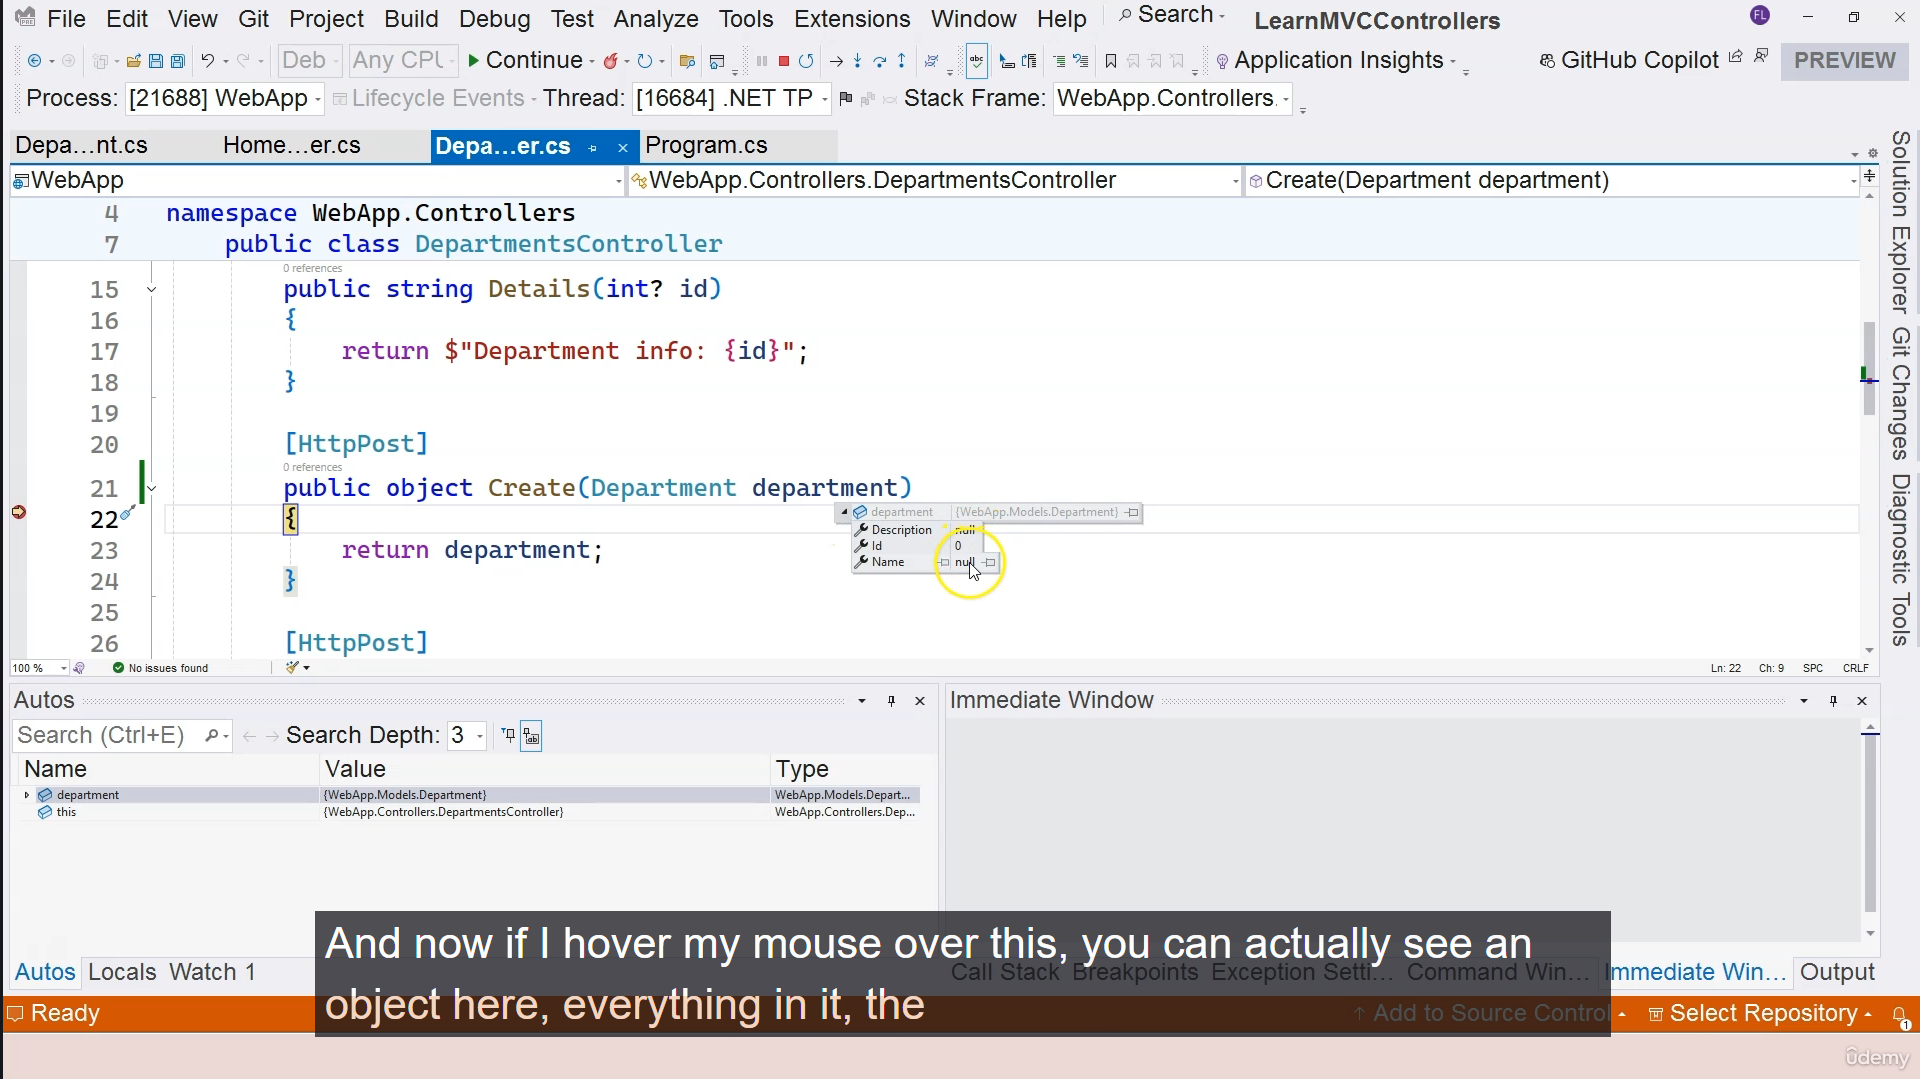 File Edit View Git Project Build Debug Test Analyze Tools Extensions Window Help Search LearnMVCControllers FL
Deb Any CPU Continue Application Insights GitHub Copilot PREVIEW
Process: [21688] WebApp Lifecycle Events Thread: [16684] .NET TP Stack Frame: WebApp.Controllers.
Depa...nt.cs Home...er.cs Depa...er.cs Program.cs
WebApp WebApp.Controllers.DepartmentsController Create(Department department)
4 namespace WebApp.Controllers
7 public class DepartmentsController
0 references
15 public string Details(int? id)
16 {
17 return $"Department info: {id}";
18 }
19
20 [HttpPost]
0 references
21 public object Create(Department department)
22 {
department {WebApp.Models.Department}
Description null
Id 0
Name null
23 return department;
24 }
25
26 [HttpPost]
100 % No issues found Ln: 22 Ch: 9 SPC CRLF
Solution Explorer
Git Changes
Diagnostic Tools
Autos
Search (Ctrl+E) Search Depth: 3
Name Value Type
department {WebApp.Models.Department} WebApp.Models.Depart...
this {WebApp.Controllers.DepartmentsController} WebApp.Controllers.Dep...
Immediate Window
Autos Locals Watch 1
Call Stack Breakpoints Exception Setti... Command Win... Immediate Win... Output
And now if I hover my mouse over this, you can actually see an
object here, everything in it, the
Ready Add to Source Control Select Repository 1
ûdemy